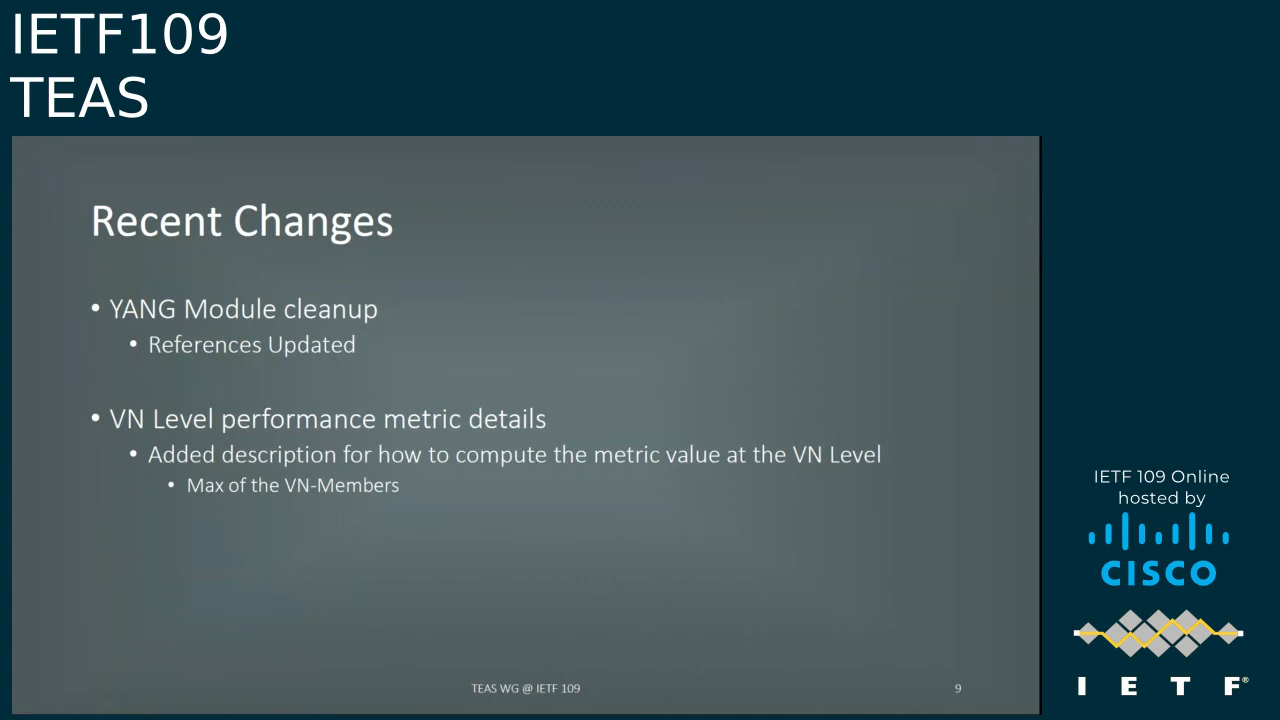 IETF109
TEAS
Recent Changes
• YANG Module cleanup
• References Updated
• VN Level performance metric details
• Added description for how to compute the metric value at the VN Level
• Max of the VN-Members
TEAS WG @ IETF 109
9
IETF 109 Online
hosted by
CISCO
I E T F®